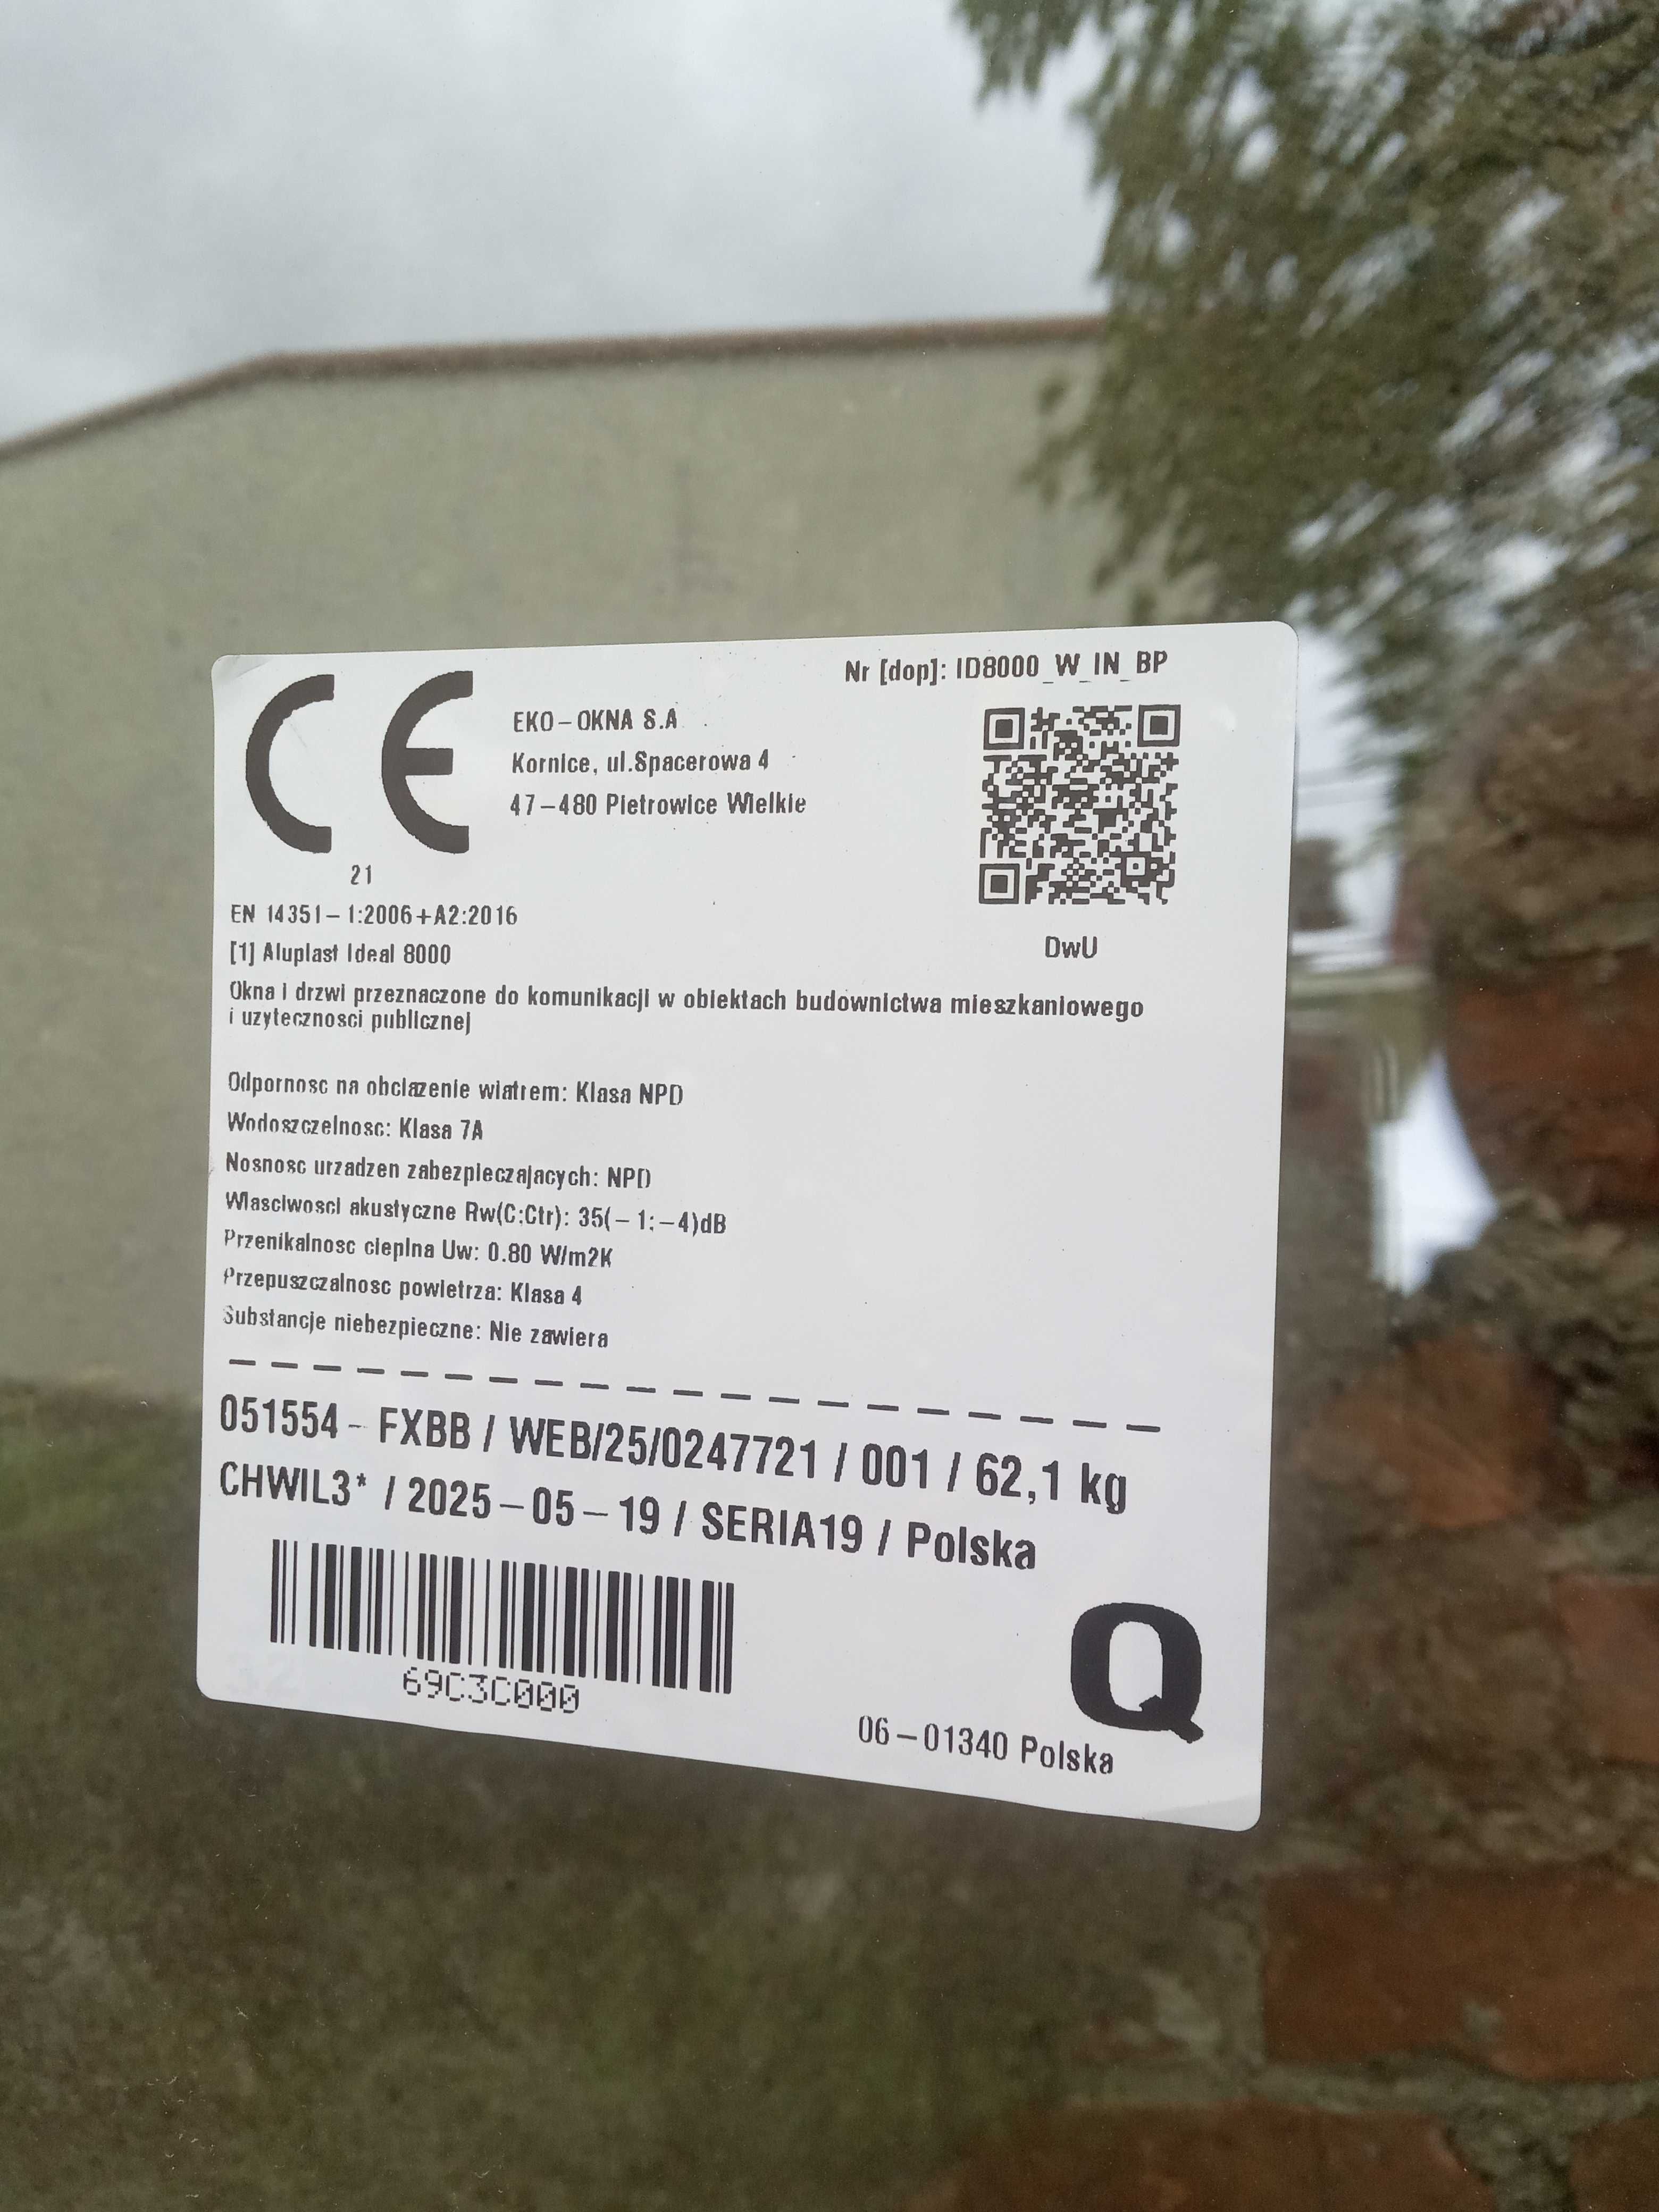 Nr [dop]: ID8000_W_IN_BP
CE
EKO-OKNA S.A.
Kornice, ul.Spacerowa 4
47-480 Pietrowice Wielkie
21
EN 14351-1:2006+A2:2016
[1] Aluplast Ideal 8000
DwU
Okna i drzwi przeznaczone do komunikacji w obiektach budownictwa mieszkaniowego
i uzytecznosci publicznej
Odpornosc na obciazenie wiatrem: Klasa NPD
Wodoszczelnosc: Klasa 7A
Nosnosc urzadzen zabezpieczajacych: NPD
Wlasciwosci akustyczne Rw(C;Ctr): 35(-1;-4)dB
Przenikalnosc cieplna Uw: 0.80 W/m2K
Przepuszczalnosc powietrza: Klasa 4
Substancje niebezpieczne: Nie zawiera
051554 - FXBB / WEB/25/0247721 / 001 / 62,1 kg
CHWIL3* / 2025-05-19 / SERIA19 / Polska
69C3C000
Q
06-01340 Polska